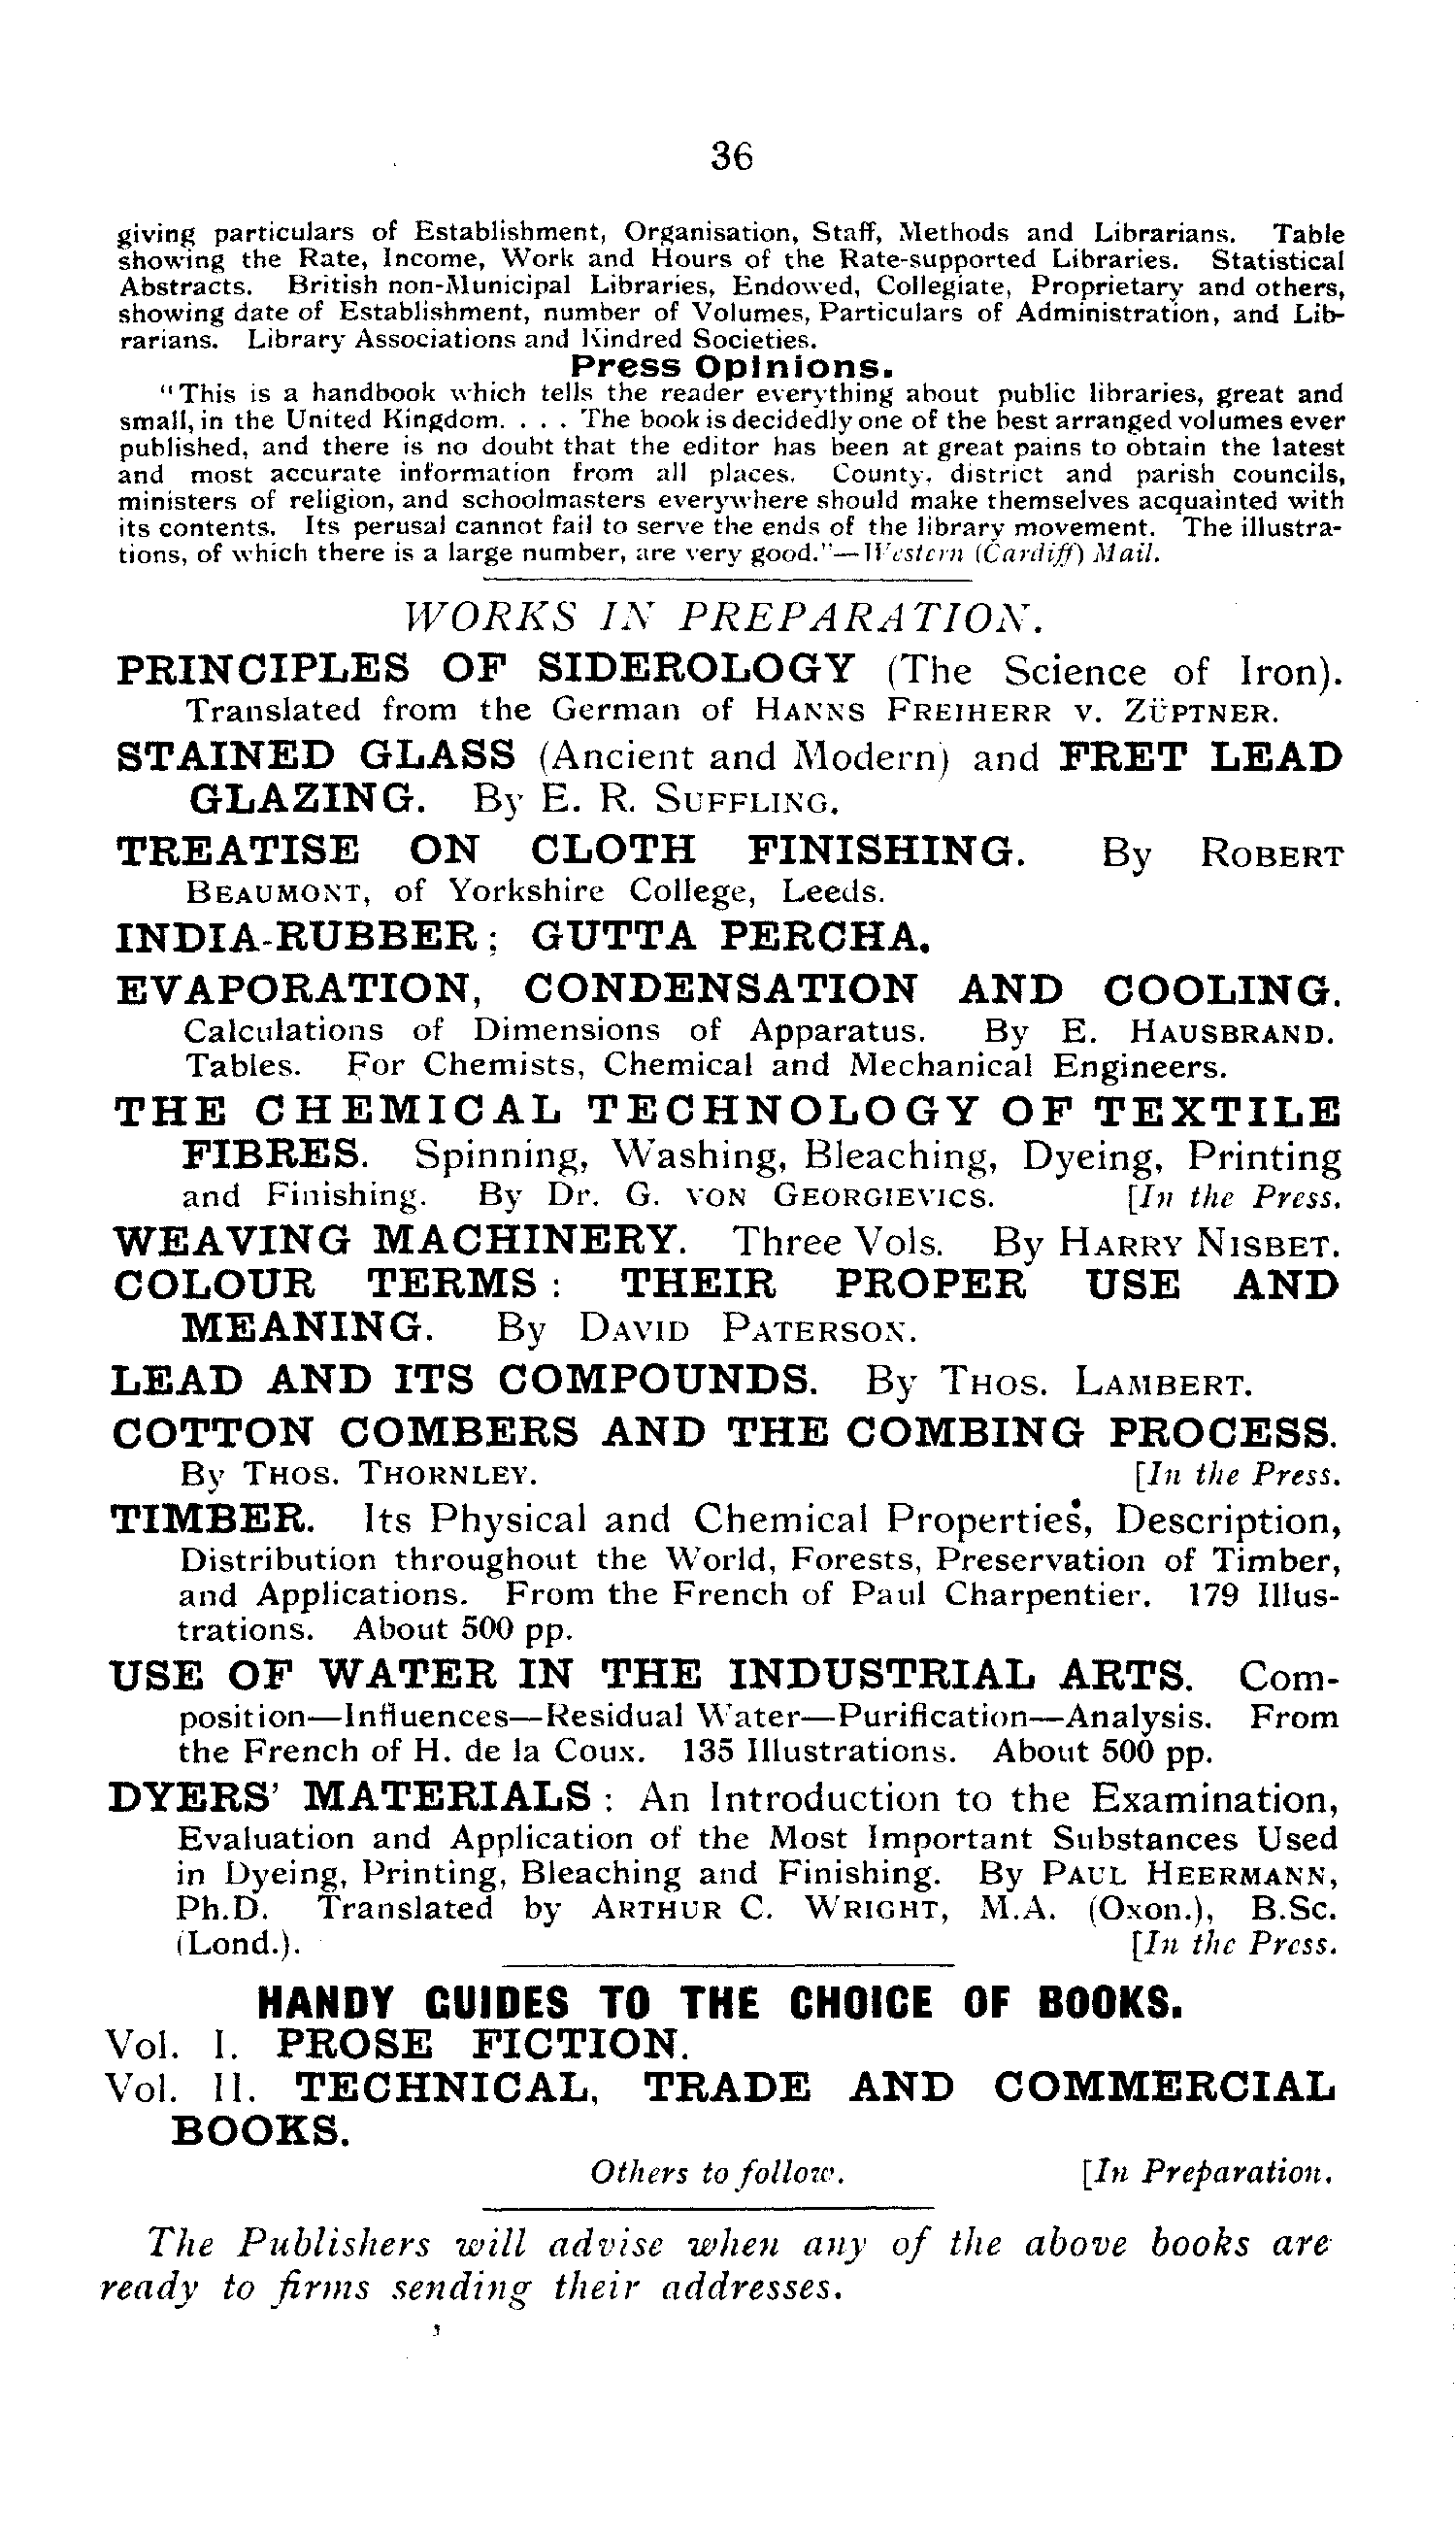 36
giving particulars of Establishment, Organisation, Staff, Methods and Librarians. Table
showing the Rate, Income, Work and Hours of the Rate-supported Libraries. Statistical
Abstracts. British non-Municipal Libraries, Endowed, Collegiate, Proprietary and others,
showing date of Establishment, number of Volumes, Particulars of Administration, and Lib-
rarians. Library Associations and Kindred Societies.
Press Opinions.
"This is a handbook which tells the reader everything about public libraries, great and
small, in the United Kingdom. . . . The book is decidedly one of the best arranged volumes ever
published, and there is no doubt that the editor has been at great pains to obtain the latest
and most accurate information from all places. County, district and parish councils,
ministers of religion, and schoolmasters everywhere should make themselves acquainted with
its contents. Its perusal cannot fail to serve the ends of the library movement. The illustra-
tions, of which there is a large number, are very good."—Western (Cardiff) Mail.
WORKS IN PREPARATION.
PRINCIPLES OF SIDEROLOGY (The Science of Iron).
Translated from the German of HANNS FREIHERR V. ZÜPTNER.
STAINED GLASS (Ancient and Modern) and FRET LEAD
GLAZING. By E. R. SUFFLING.
TREATISE ON CLOTH FINISHING. By ROBERT
BEAUMONT, of Yorkshire College, Leeds.
INDIA-RUBBER; GUTTA PERCHA.
EVAPORATION, CONDENSATION AND COOLING.
Calculations of Dimensions of Apparatus. By E. HAUSBRAND.
Tables. For Chemists, Chemical and Mechanical Engineers.
THE CHEMICAL TECHNOLOGY OF TEXTILE
FIBRES. Spinning, Washing, Bleaching, Dyeing, Printing
and Finishing. By Dr. G. VON GEORGIEVICS. [In the Press.
WEAVING MACHINERY. Three Vols. By HARRY NISBET.
COLOUR TERMS: THEIR PROPER USE AND
MEANING. By DAVID PATERSON.
LEAD AND ITS COMPOUNDS. By THOS. LAMBERT.
COTTON COMBERS AND THE COMBING PROCESS.
By THOS. THORNLEY. [In the Press.
TIMBER. Its Physical and Chemical Properties, Description,
Distribution throughout the World, Forests, Preservation of Timber,
and Applications. From the French of Paul Charpentier. 179 Illus-
trations. About 500 pp.
USE OF WATER IN THE INDUSTRIAL ARTS. Com-
position—Influences—Residual Water—Purification—Analysis. From
the French of H. de la Coux. 135 Illustrations. About 500 pp.
DYERS' MATERIALS: An Introduction to the Examination,
Evaluation and Application of the Most Important Substances Used
in Dyeing, Printing, Bleaching and Finishing. By PAUL HEERMANN,
Ph.D. Translated by ARTHUR C. WRIGHT, M.A. (Oxon.), B.Sc.
(Lond.). [In the Press.
HANDY GUIDES TO THE CHOICE OF BOOKS.
Vol. I. PROSE FICTION.
Vol. II. TECHNICAL, TRADE AND COMMERCIAL
BOOKS.
Others to follow. [In Preparation.
The Publishers will advise when any of the above books are
ready to firms sending their addresses.